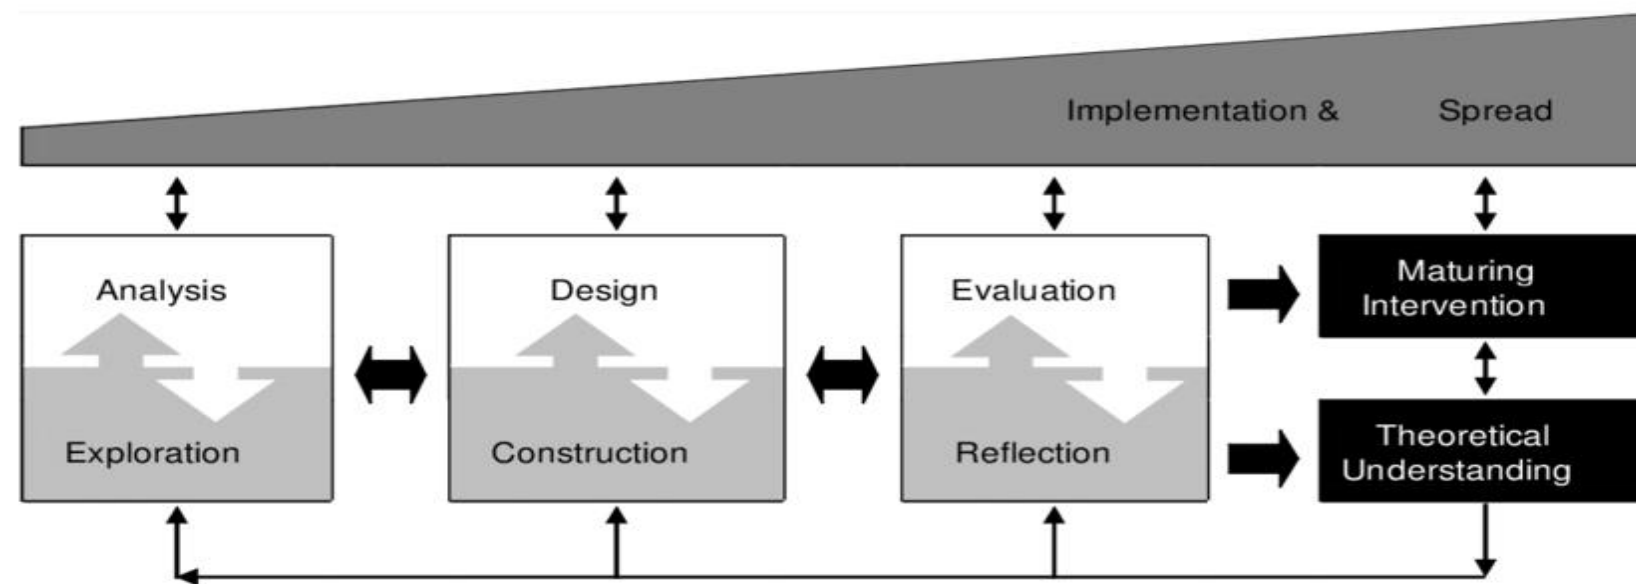 Implementation & Spread
Analysis
Exploration
Design
Construction
Evaluation
Reflection
Maturing
Intervention
Theoretical
Understanding